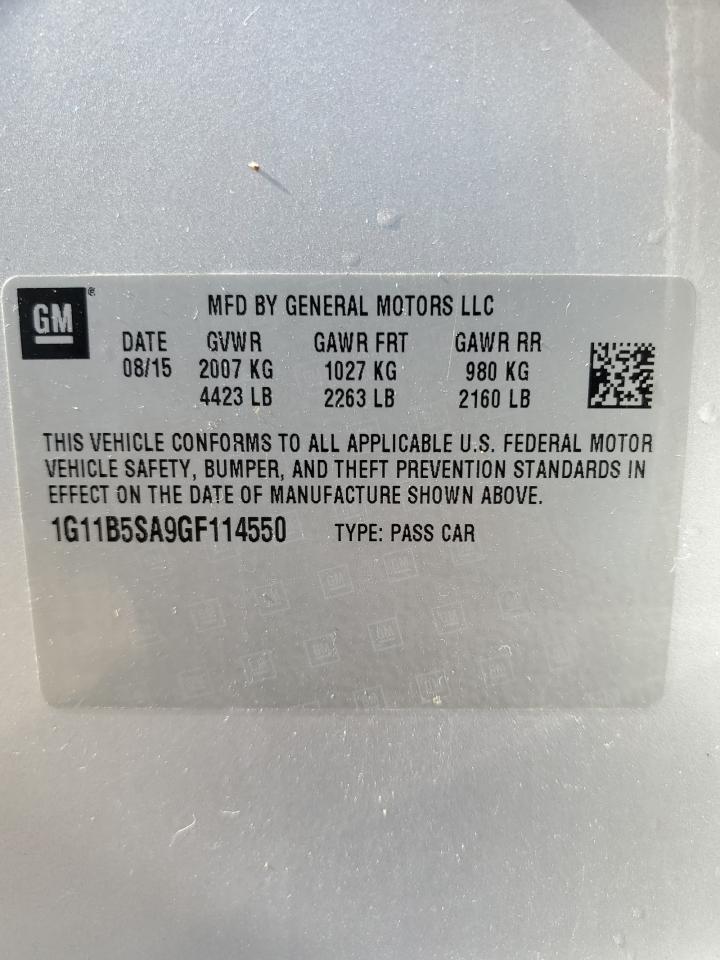 GM®
MFD BY GENERAL MOTORS LLC
DATE GVWR GAWR FRT GAWR RR
08/15 2007 KG 1027 KG 980 KG
4423 LB 2263 LB 2160 LB
THIS VEHICLE CONFORMS TO ALL APPLICABLE U.S. FEDERAL MOTOR
VEHICLE SAFETY, BUMPER, AND THEFT PREVENTION STANDARDS IN
EFFECT ON THE DATE OF MANUFACTURE SHOWN ABOVE.
1G11B5SA9GF114550 TYPE: PASS CAR